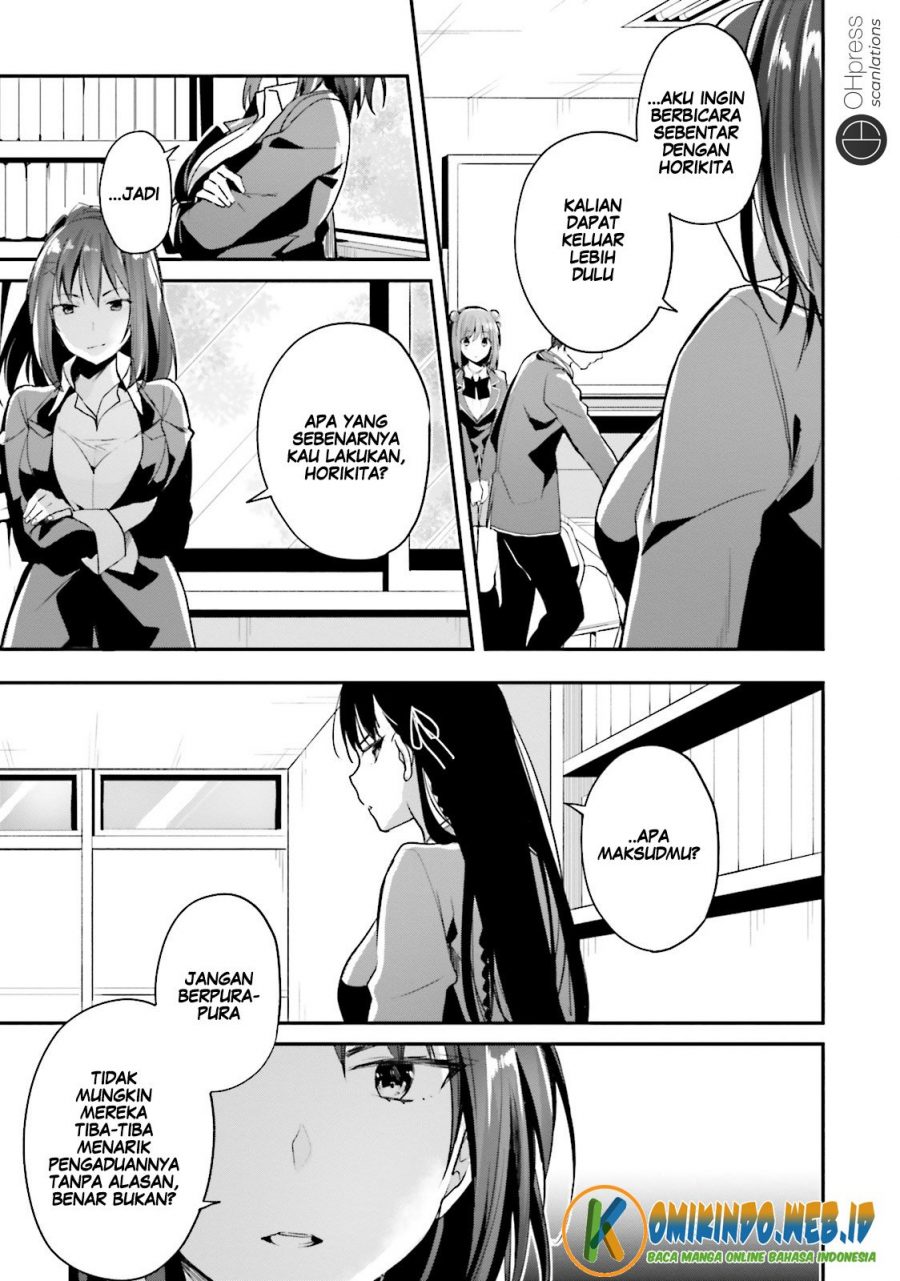 OHpress
scanlations
...AKU INGIN
BERBICARA
SEBENTAR
DENGAN
HORIKITA
KALIAN
DAPAT
KELUAR
LEBIH
DULU
...JADI
APA YANG
SEBENARNYA
KAU LAKUKAN,
HORIKITA?
..APA
MAKSUDMU?
JANGAN
BERPURA-
PURA
TIDAK
MUNGKIN
MEREKA
TIBA-TIBA
MENARIK
PENGADUANNYA
TANPA ALASAN,
BENAR BUKAN?
KOMIKINDO.WEB.ID
BACA MANGA ONLINE BAHASA INDONESIA